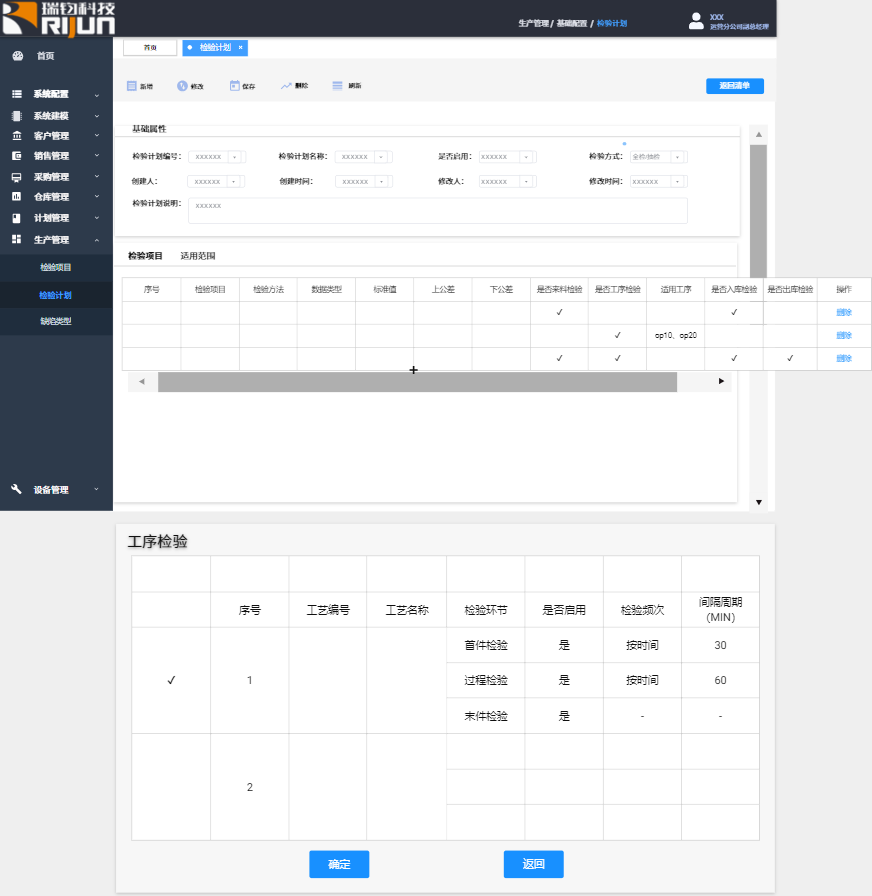 瑞钧科技
RIJUN
生产管理 / 基础配置 / 检验计划
XXX
运营分公司副总经理
首页
首页
检验计划 ×
系统配置
系统建模
客户管理
销售管理
采购管理
仓库管理
计划管理
生产管理
检验项目
检验计划
缺陷类型
设备管理
新增 修改 保存 删除 刷新
返回清单
基础属性
检验计划编号: xxxxxx 检验计划名称: xxxxxx 是否启用: xxxxxx 检验方式: 全检/抽检
创建人: xxxxxx 创建时间: xxxxxx 修改人: xxxxxx 修改时间: xxxxxx
检验计划说明: xxxxxx
检验项目 适用范围
序号 检验项目 检验方法 数据类型 标准值 上公差 下公差 是否来料检验 是否工序检验 适用工序 是否入库检验 是否出库检验 操作
✓ ✓ 删除
✓ op10、op20 删除
✓ ✓ ✓ ✓ 删除
工序检验
序号 工艺编号 工艺名称 检验环节 是否启用 检验频次 间隔周期
(MIN)
首件检验 是 按时间 30
✓ 1 过程检验 是 按时间 60
末件检验 是 - -
2
确定 返回